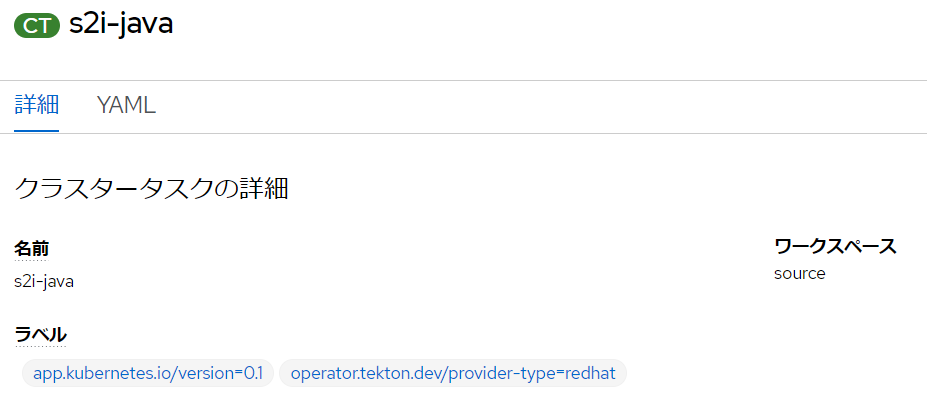 CT s2i-java
詳細 YAML
クラスタータスクの詳細
名前
s2i-java
ワークスペース
source
ラベル
app.kubernetes.io/version=0.1 operator.tekton.dev/provider-type=redhat